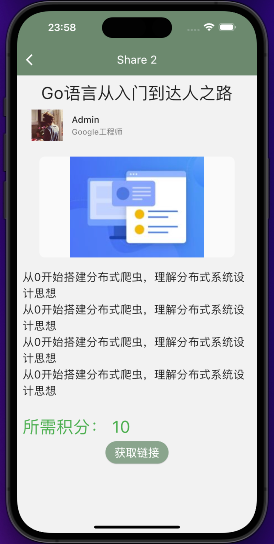 23:58
Share 2
Go语言从入门到达人之路
Admin
Google工程师
从0开始搭建分布式爬虫，理解分布式系统设
计思想
从0开始搭建分布式爬虫，理解分布式系统设
计思想
从0开始搭建分布式爬虫，理解分布式系统设
计思想
从0开始搭建分布式爬虫，理解分布式系统设
计思想
所需积分： 10
获取链接